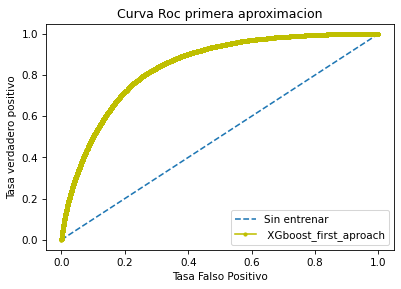 Curva Roc primera aproximacion
Tasa verdadero positivo
1.0
0.8
0.6
0.4
0.2
0.0
Sin entrenar
XGboost_first_aproach
0.0 0.2 0.4 0.6 0.8 1.0
Tasa Falso Positivo